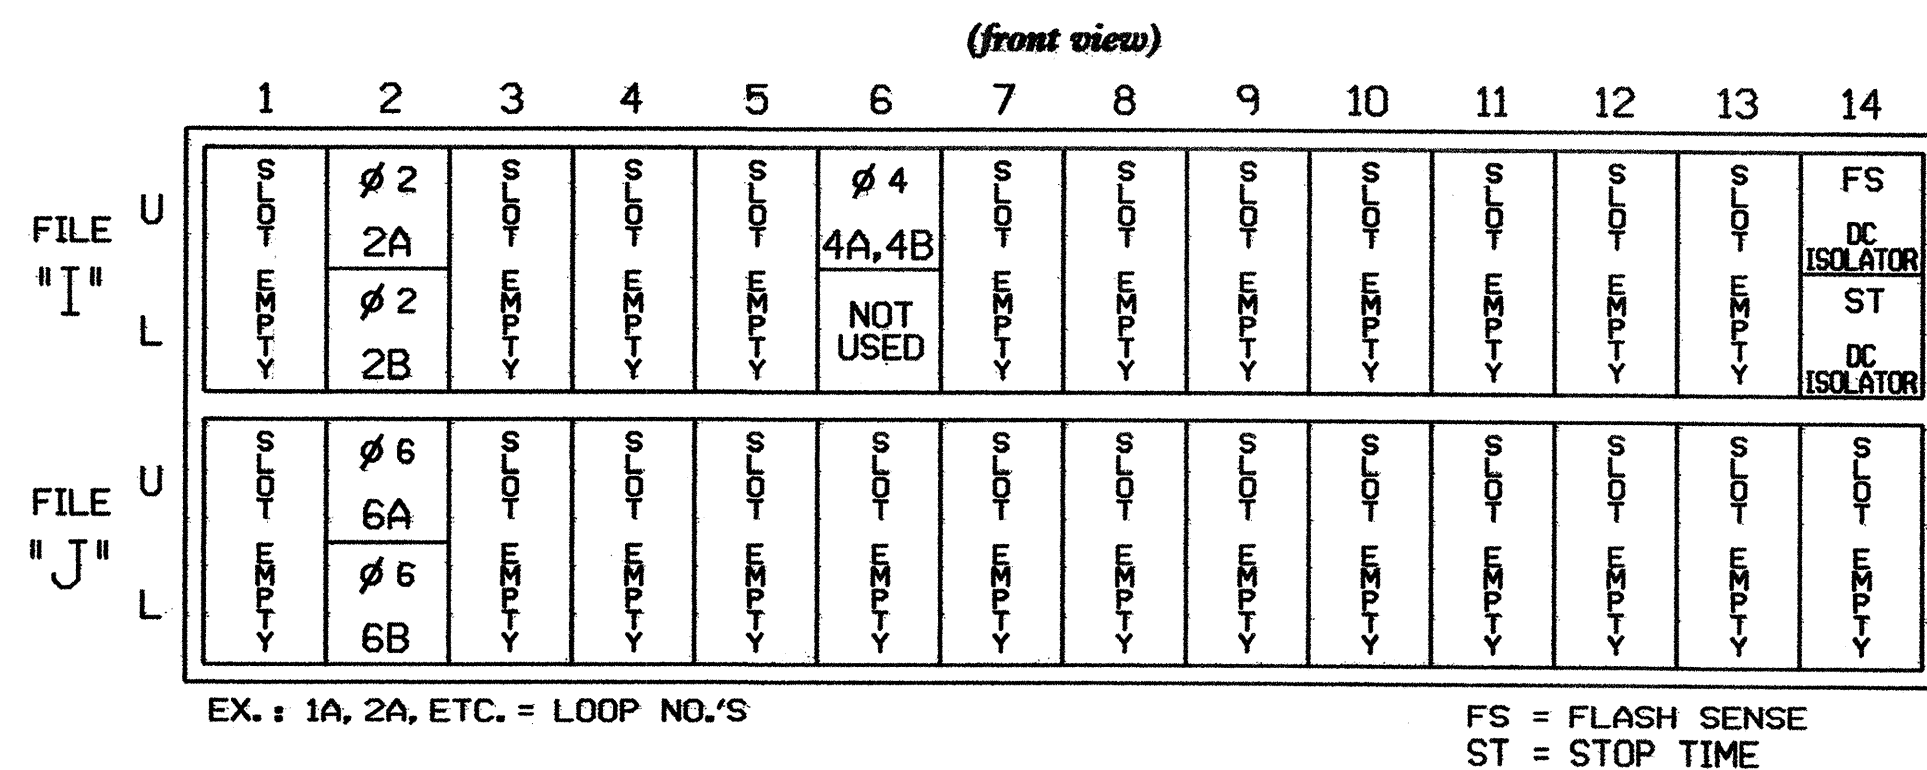 (front view)
1 2 3 4 5 6 7 8 9 10 11 12 13 14
FILE "I"
U
L
SLOT EMPTY
ø 2
2A
ø 2
2B
SLOT EMPTY
SLOT EMPTY
SLOT EMPTY
ø 4
4A,4B
NOT
USED
SLOT EMPTY
SLOT EMPTY
SLOT EMPTY
SLOT EMPTY
SLOT EMPTY
SLOT EMPTY
SLOT EMPTY
FS
DC
ISOLATOR
ST
DC
ISOLATOR
FILE "J"
U
L
SLOT EMPTY
ø 6
6A
ø 6
6B
SLOT EMPTY
SLOT EMPTY
SLOT EMPTY
SLOT EMPTY
SLOT EMPTY
SLOT EMPTY
SLOT EMPTY
SLOT EMPTY
SLOT EMPTY
SLOT EMPTY
SLOT EMPTY
SLOT EMPTY
EX. : 1A, 2A, ETC. = LOOP NO.'S
FS = FLASH SENSE
ST = STOP TIME